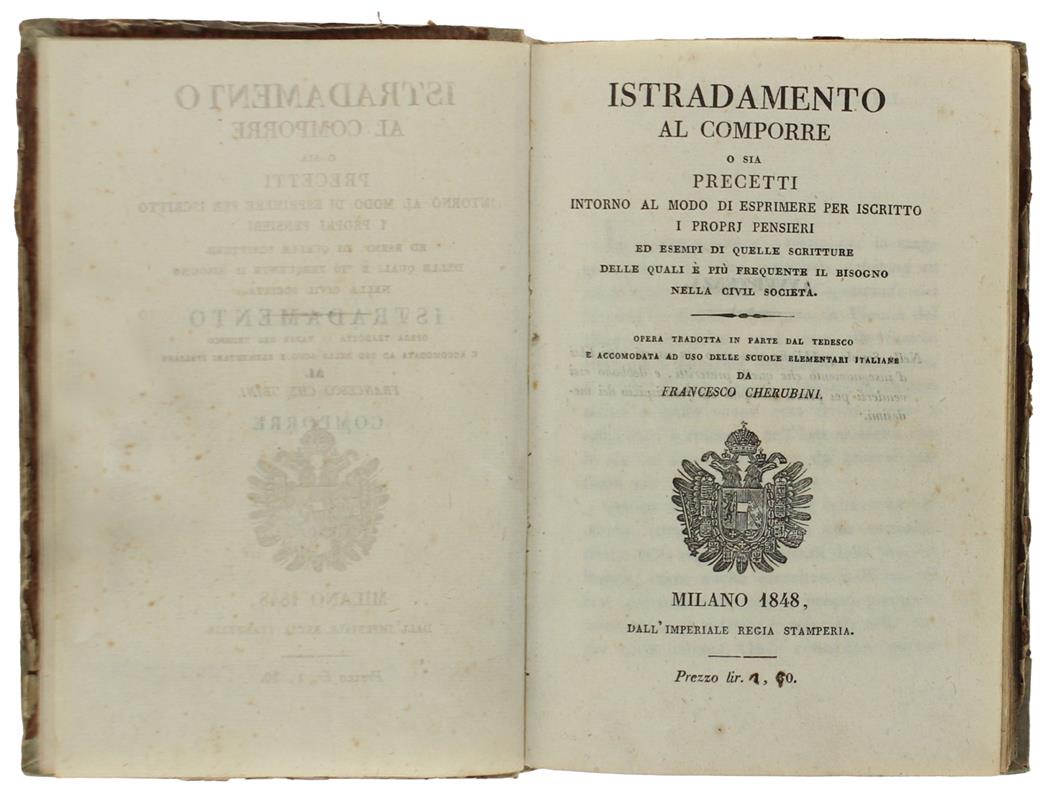 ISTRADAMENTO
AL COMPORRE
O SIA
PRECETTI
INTORNO AL MODO DI ESPRIMERE PER ISCRITTO
I PROPRJ PENSIERI
ED ESEMPI DI QUELLE SCRITTURE
DELLE QUALI È PIÙ FREQUENTE IL BISOGNO
NELLA CIVIL SOCIETÀ.
OPERA TRADOTTA IN PARTE DAL TEDESCO
E ACCOMODATA AD USO DELLE SCUOLE ELEMENTARI ITALIANE
DA
FRANCESCO CHERUBINI.
MILANO 1848,
DALL'IMPERIALE REGIA STAMPERIA.
Prezzo lir. 1, 60.